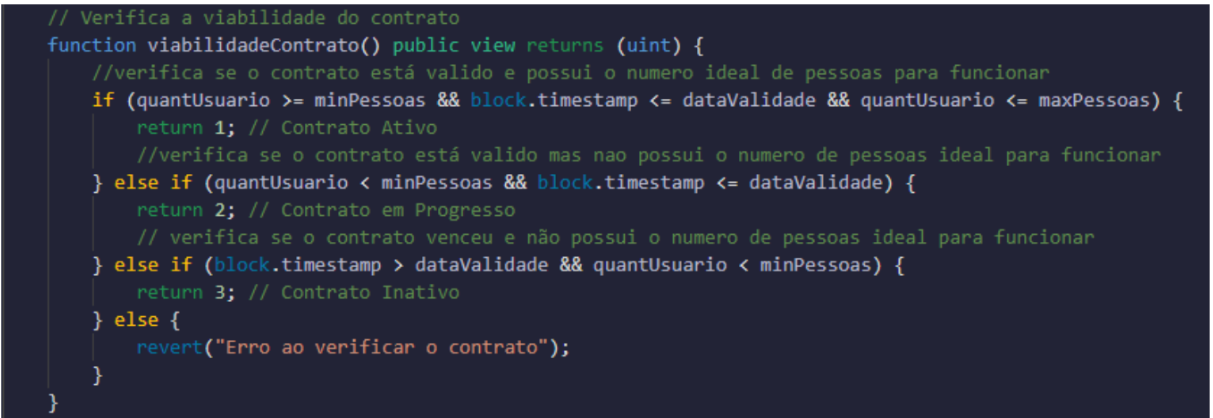 // Verifica a viabilidade do contrato
function viabilidadeContrato() public view returns (uint) {
//verifica se o contrato está valido e possui o numero ideal de pessoas para funcionar
if (quantUsuario >= minPessoas && block.timestamp <= dataValidade && quantUsuario <= maxPessoas) {
return 1; // Contrato Ativo
//verifica se o contrato está valido mas nao possui o numero de pessoas ideal para funcionar
} else if (quantUsuario < minPessoas && block.timestamp <= dataValidade) {
return 2; // Contrato em Progresso
// verifica se o contrato venceu e não possui o numero de pessoas ideal para funcionar
} else if (block.timestamp > dataValidade && quantUsuario < minPessoas) {
return 3; // Contrato Inativo
} else {
revert("Erro ao verificar o contrato");
}
}